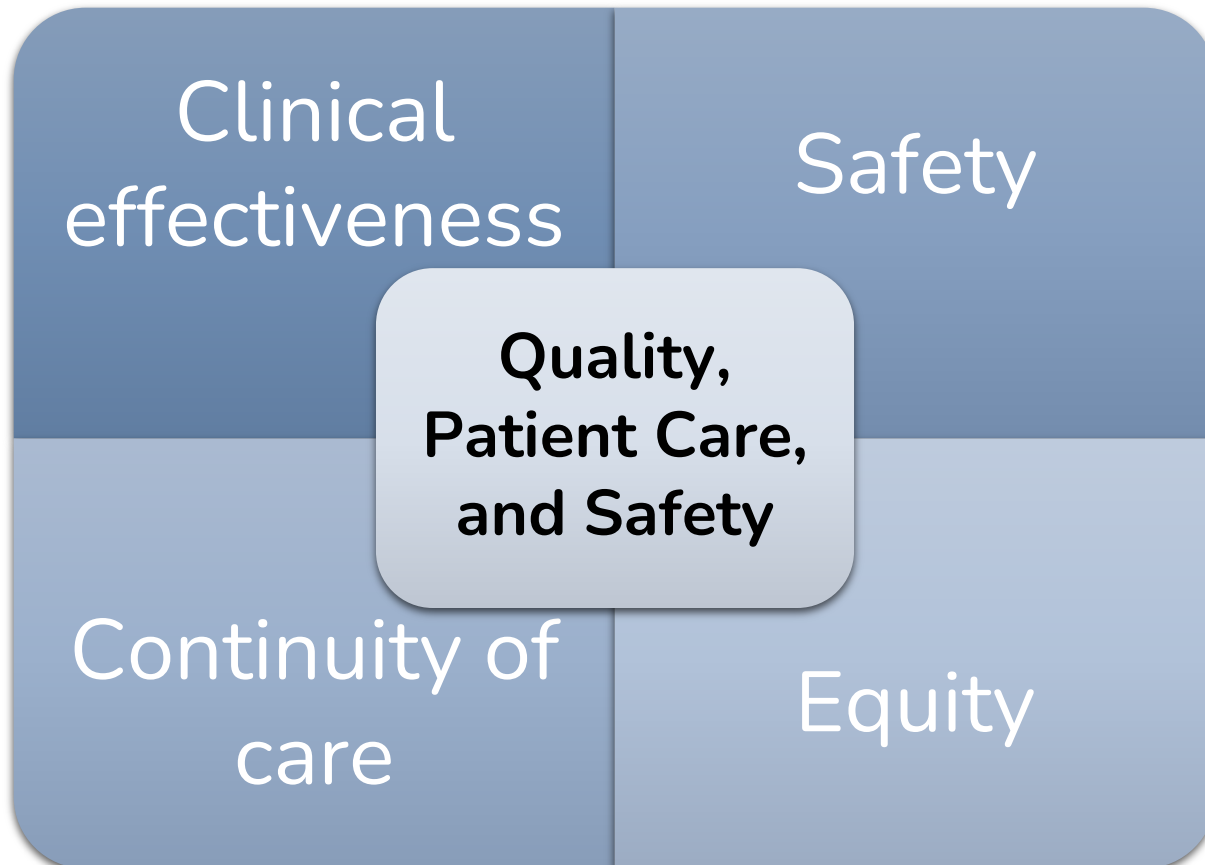 Clinical
effectiveness
Safety
Quality,
Patient Care,
and Safety
Continuity of
care
Equity